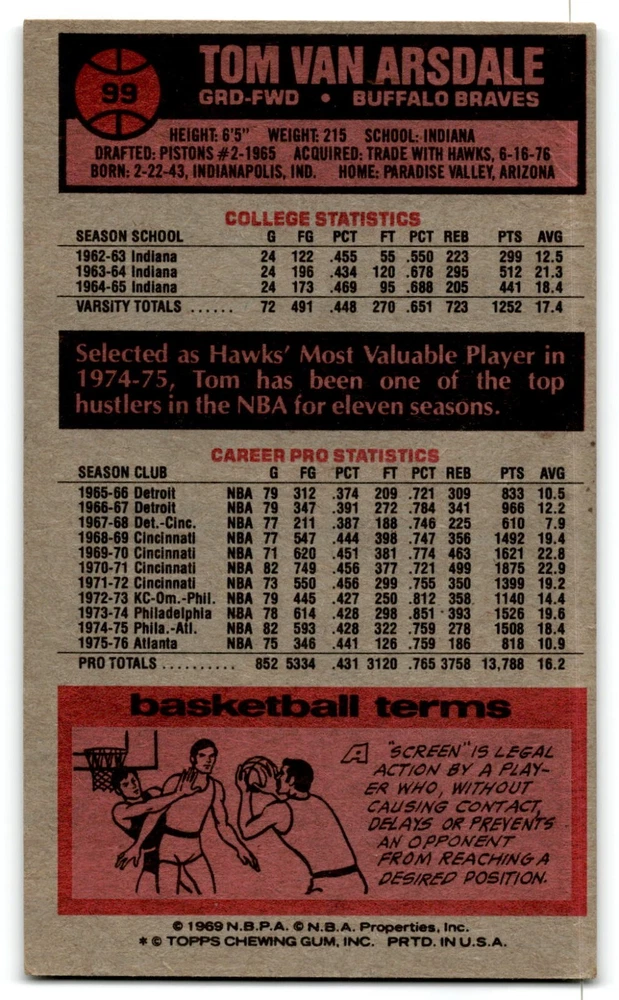 99
TOM VAN ARSDALE
GRD-FWD • BUFFALO BRAVES
HEIGHT: 6'5" WEIGHT: 215 SCHOOL: INDIANA
DRAFTED: PISTONS #2-1965 ACQUIRED: TRADE WITH HAWKS, 6-16-76
BORN: 2-22-43, INDIANAPOLIS, IND. HOME: PARADISE VALLEY, ARIZONA
COLLEGE STATISTICS
SEASON SCHOOL G FG PCT FT PCT REB PTS AVG
1962-63 Indiana 24 122 .455 55 .550 223 299 12.5
1963-64 Indiana 24 196 .434 120 .678 295 512 21.3
1964-65 Indiana 24 173 .469 95 .688 205 441 18.4
VARSITY TOTALS ...... 72 491 .448 270 .651 723 1252 17.4
Selected as Hawks' Most Valuable Player in
1974-75, Tom has been one of the top
hustlers in the NBA for eleven seasons.
CAREER PRO STATISTICS
SEASON CLUB G FG PCT FT PCT REB PTS AVG
1965-66 Detroit NBA 79 312 .374 209 .721 309 833 10.5
1966-67 Detroit NBA 79 347 .391 272 .784 341 966 12.2
1967-68 Det.-Cinc. NBA 77 211 .387 188 .746 225 610 7.9
1968-69 Cincinnati NBA 77 547 .444 398 .747 356 1492 19.4
1969-70 Cincinnati NBA 71 620 .451 381 .774 463 1621 22.8
1970-71 Cincinnati NBA 82 749 .456 377 .721 499 1875 22.9
1971-72 Cincinnati NBA 73 550 .456 299 .755 350 1399 19.2
1972-73 KC-Om.-Phil. NBA 79 445 .427 250 .812 358 1140 14.4
1973-74 Philadelphia NBA 78 614 .428 298 .851 393 1526 19.6
1974-75 Phila.-Atl. NBA 82 593 .428 322 .759 278 1508 18.4
1975-76 Atlanta NBA 75 346 .441 126 .759 186 818 10.9
PRO TOTALS .......... 852 5334 .431 3120 .765 3758 13,788 16.2
basketball terms
A "SCREEN" IS LEGAL
ACTION BY A PLAY-
ER WHO, WITHOUT
CAUSING CONTACT,
DELAYS OR PREVENTS
AN OPPONENT
FROM REACHING A
DESIRED POSITION.
© 1969 N.B.P.A. © N.B.A. Properties, Inc.
* © TOPPS CHEWING GUM, INC. PRTD. IN U.S.A.